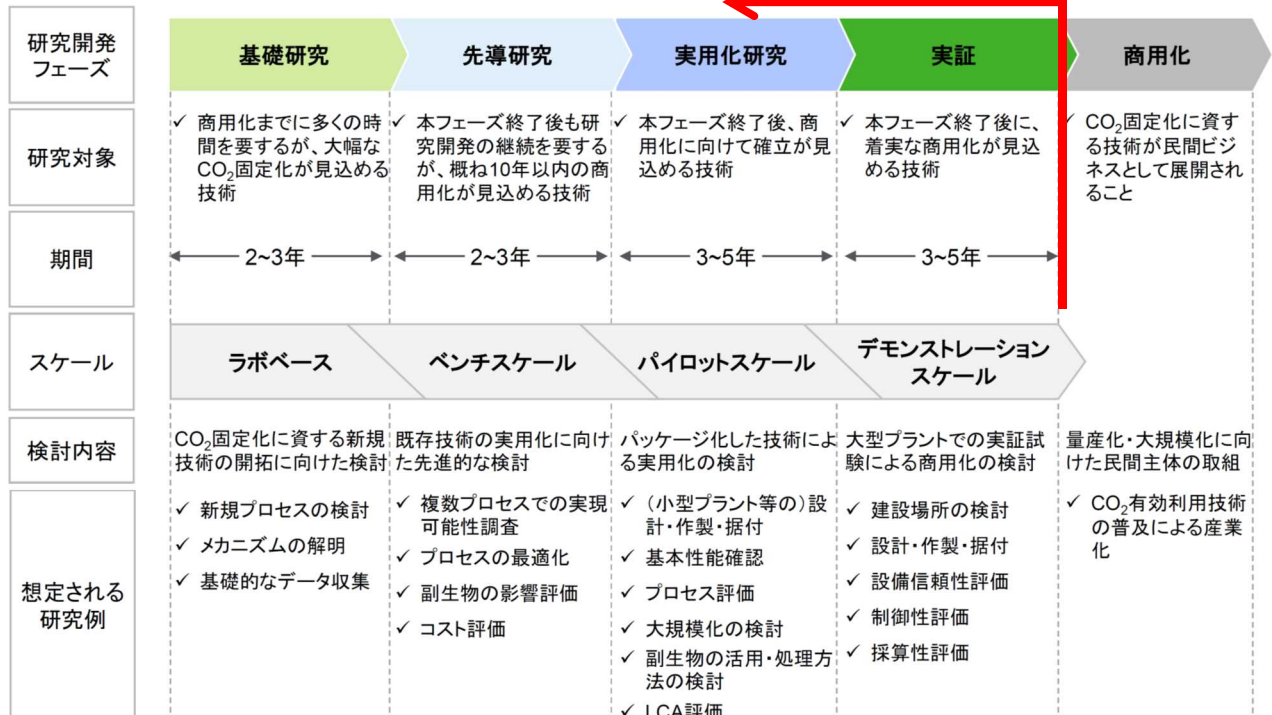 研究開発
フェーズ
基礎研究
先導研究
実用化研究
実証
商用化
研究対象
✓ 商用化までに多くの時
間を要するが、大幅な
CO₂固定化が見込める
技術
✓ 本フェーズ終了後も研
究開発の継続を要する
が、概ね10年以内の商
用化が見込める技術
✓ 本フェーズ終了後、商
用化に向けて確立が見
込める技術
✓ 本フェーズ終了後に、
着実な商用化が見込
める技術
✓ CO₂固定化に資す
る技術が民間ビジ
ネスとして展開され
ること
期間
2~3年
2~3年
3~5年
3~5年
スケール
ラボベース
ベンチスケール
パイロットスケール
デモンストレーション
スケール
検討内容
CO₂固定化に資する新規
技術の開拓に向けた検討
既存技術の実用化に向け
た先進的な検討
パッケージ化した技術によ
る実用化の検討
大型プラントでの実証試
験による商用化の検討
量産化・大規模化に向
けた民間主体の取組
想定される
研究例
✓ 新規プロセスの検討
✓ メカニズムの解明
✓ 基礎的なデータ収集
✓ 複数プロセスでの実現
可能性調査
✓ プロセスの最適化
✓ 副生物の影響評価
✓ コスト評価
✓ (小型プラント等の)設
計・作製・据付
✓ 基本性能確認
✓ プロセス評価
✓ 大規模化の検討
✓ 副生物の活用・処理方
法の検討
✓ LCA評価
✓ 建設場所の検討
✓ 設計・作製・据付
✓ 設備信頼性評価
✓ 制御性評価
✓ 採算性評価
✓ CO₂有効利用技術
の普及による産業
化